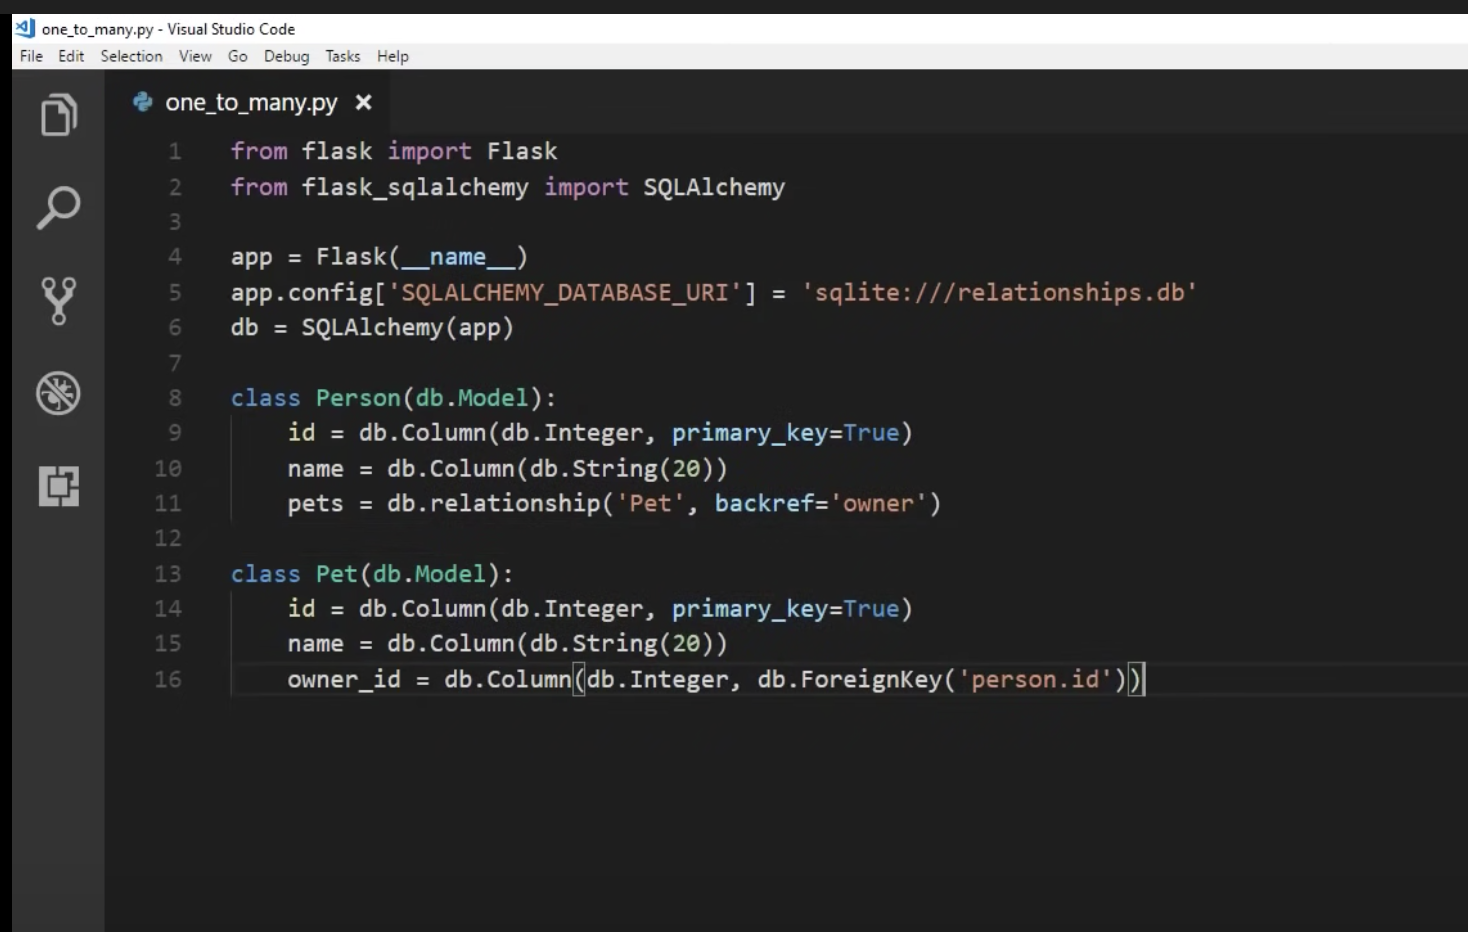 one_to_many.py - Visual Studio Code
File Edit Selection View Go Debug Tasks Help
one_to_many.py ×
1 from flask import Flask
2 from flask_sqlalchemy import SQLAlchemy
3
4 app = Flask(__name__)
5 app.config['SQLALCHEMY_DATABASE_URI'] = 'sqlite:///relationships.db'
6 db = SQLAlchemy(app)
7
8 class Person(db.Model):
9     id = db.Column(db.Integer, primary_key=True)
10     name = db.Column(db.String(20))
11     pets = db.relationship('Pet', backref='owner')
12
13 class Pet(db.Model):
14     id = db.Column(db.Integer, primary_key=True)
15     name = db.Column(db.String(20))
16     owner_id = db.Column(db.Integer, db.ForeignKey('person.id'))